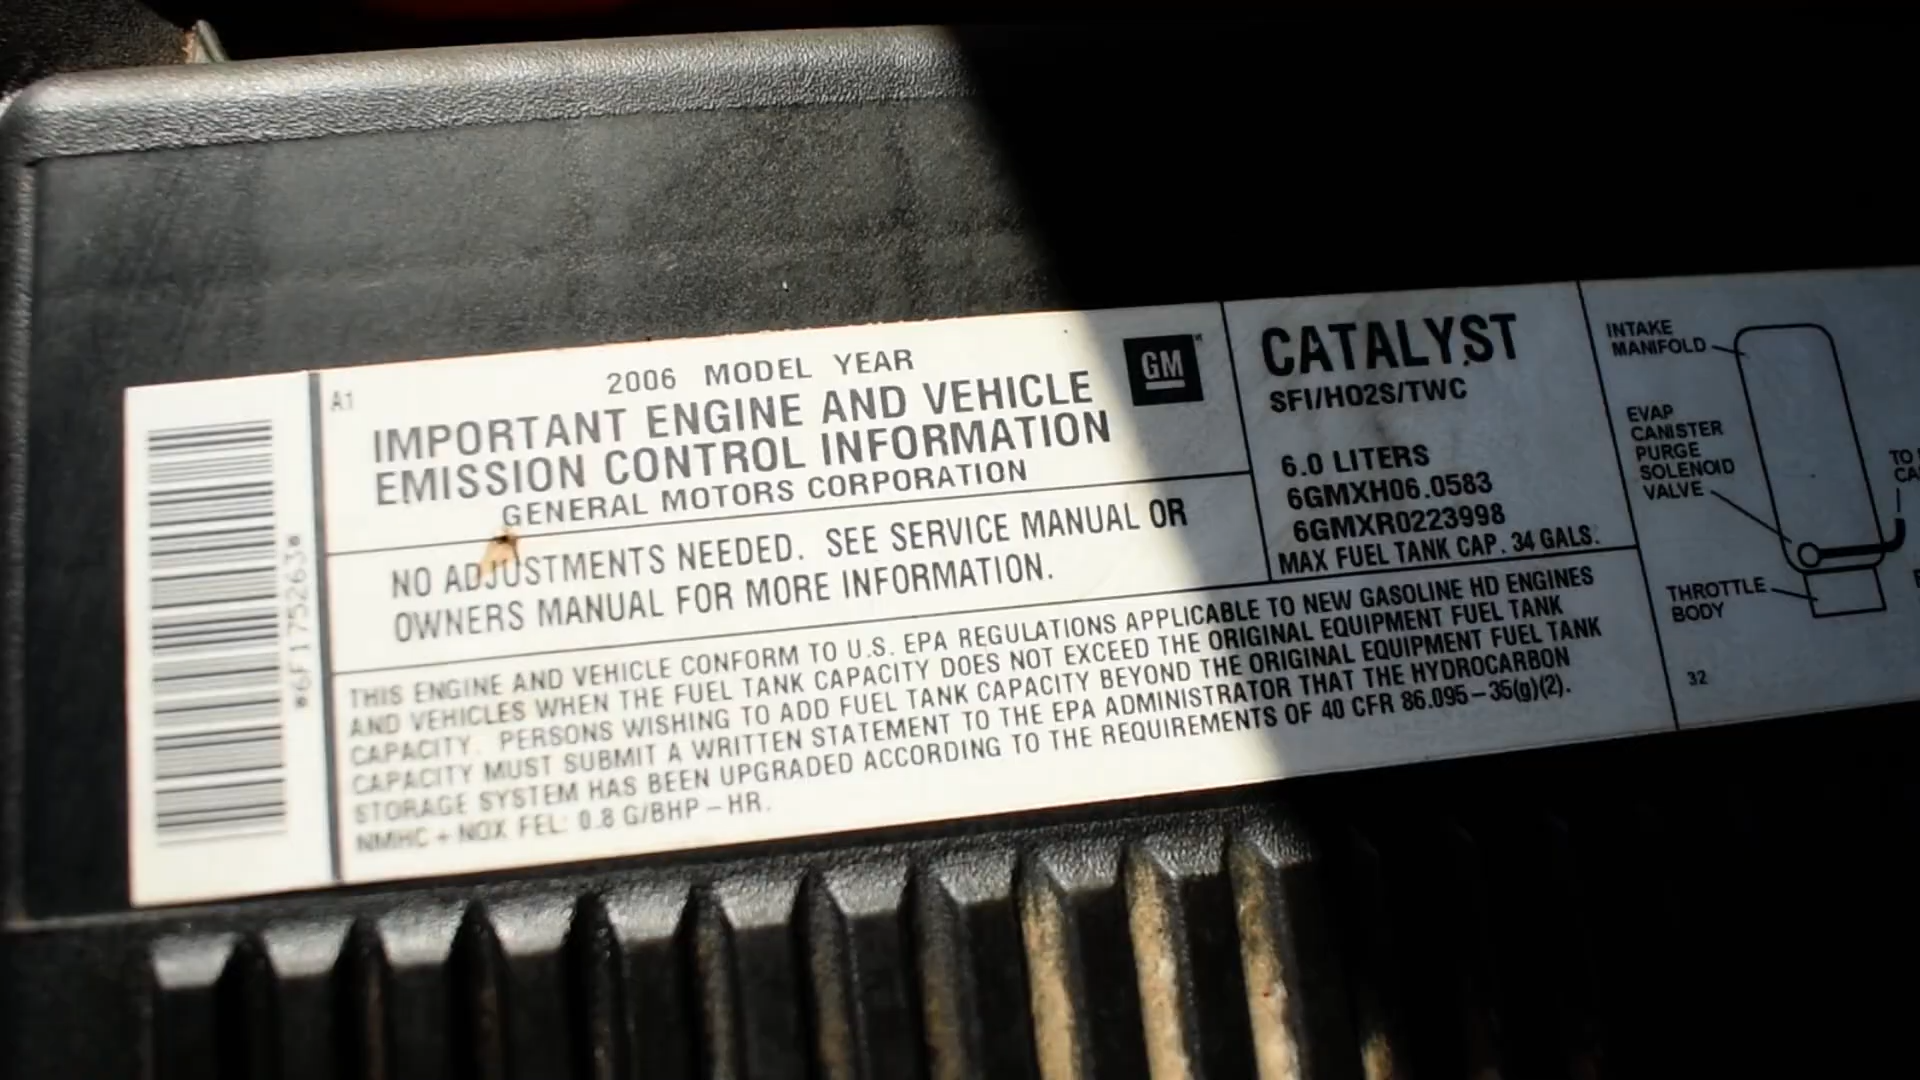 *6F175263*
A1
2006 MODEL YEAR
IMPORTANT ENGINE AND VEHICLE
EMISSION CONTROL INFORMATION
GENERAL MOTORS CORPORATION
GM
NO ADJUSTMENTS NEEDED. SEE SERVICE MANUAL OR
OWNERS MANUAL FOR MORE INFORMATION.
CATALYST
SFI/HO2S/TWC
6.0 LITERS
6GMXH06.0583
6GMXR0223998
MAX FUEL TANK CAP. 34 GALS.
THIS ENGINE AND VEHICLE CONFORM TO U.S. EPA REGULATIONS APPLICABLE TO NEW GASOLINE HD ENGINES
AND VEHICLES WHEN THE FUEL TANK CAPACITY DOES NOT EXCEED THE ORIGINAL EQUIPMENT FUEL TANK
CAPACITY. PERSONS WISHING TO ADD FUEL TANK CAPACITY BEYOND THE ORIGINAL EQUIPMENT FUEL TANK
CAPACITY MUST SUBMIT A WRITTEN STATEMENT TO THE EPA ADMINISTRATOR THAT THE HYDROCARBON
STORAGE SYSTEM HAS BEEN UPGRADED ACCORDING TO THE REQUIREMENTS OF 40 CFR 86.095-35(g)(2).
NMHC + NOX FEL: 0.8 G/BHP-HR.
INTAKE
MANIFOLD
EVAP
CANISTER
PURGE
SOLENOID
VALVE
THROTTLE
BODY
TO
32